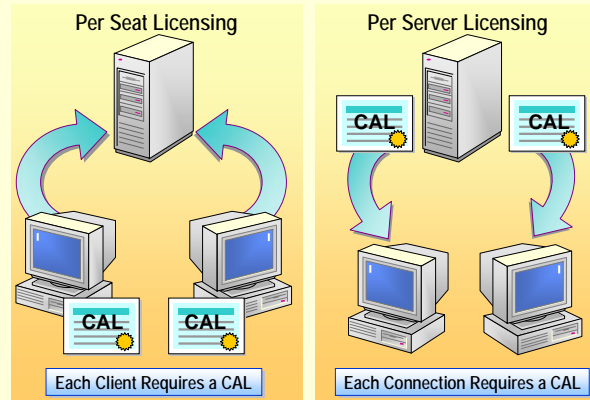 Per Seat Licensing
CAL
CAL
Each Client Requires a CAL
Per Server Licensing
CAL
CAL
Each Connection Requires a CAL